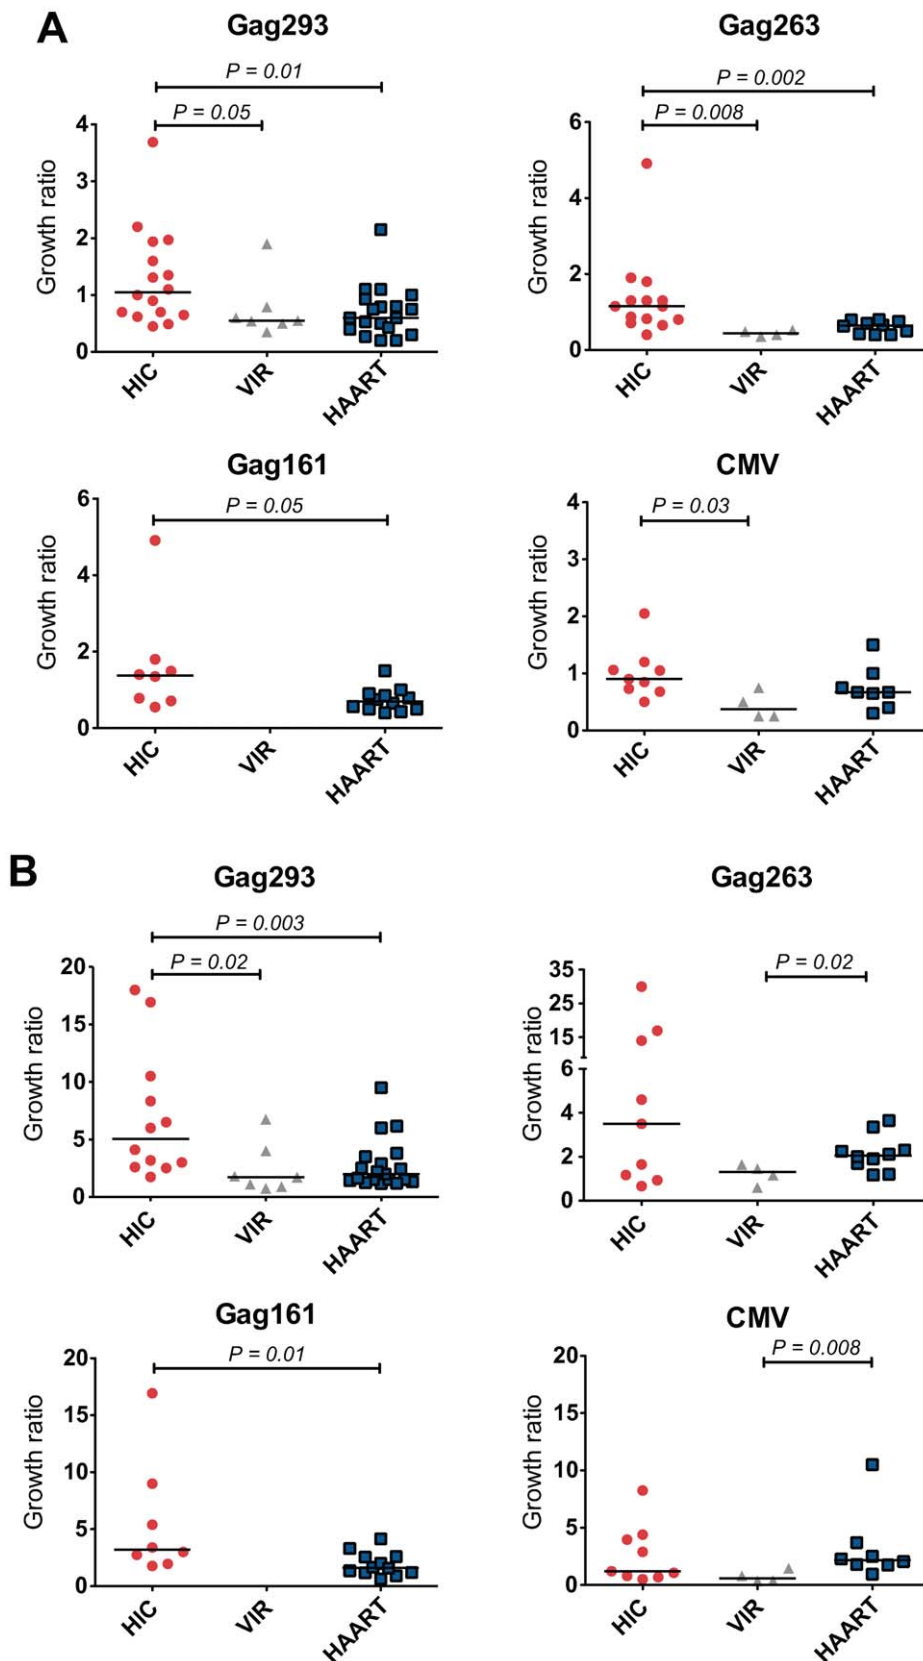 A
Gag293
Gag263
P = 0.01
P = 0.002
P = 0.05
P = 0.008
Growth ratio
4
3
2
1
0
HIC
VIR
HAART
Growth ratio
6
4
2
0
HIC
VIR
HAART
Gag161
CMV
P = 0.05
P = 0.03
Growth ratio
6
4
2
0
HIC
VIR
HAART
Growth ratio
4
3
2
1
0
HIC
VIR
HAART
B
Gag293
Gag263
P = 0.003
P = 0.02
P = 0.02
Growth ratio
20
15
10
5
0
HIC
VIR
HAART
Growth ratio
35
25
15
6
4
2
0
HIC
VIR
HAART
Gag161
CMV
P = 0.01
P = 0.008
Growth ratio
20
15
10
5
0
HIC
VIR
HAART
Growth ratio
20
15
10
5
0
HIC
VIR
HAART